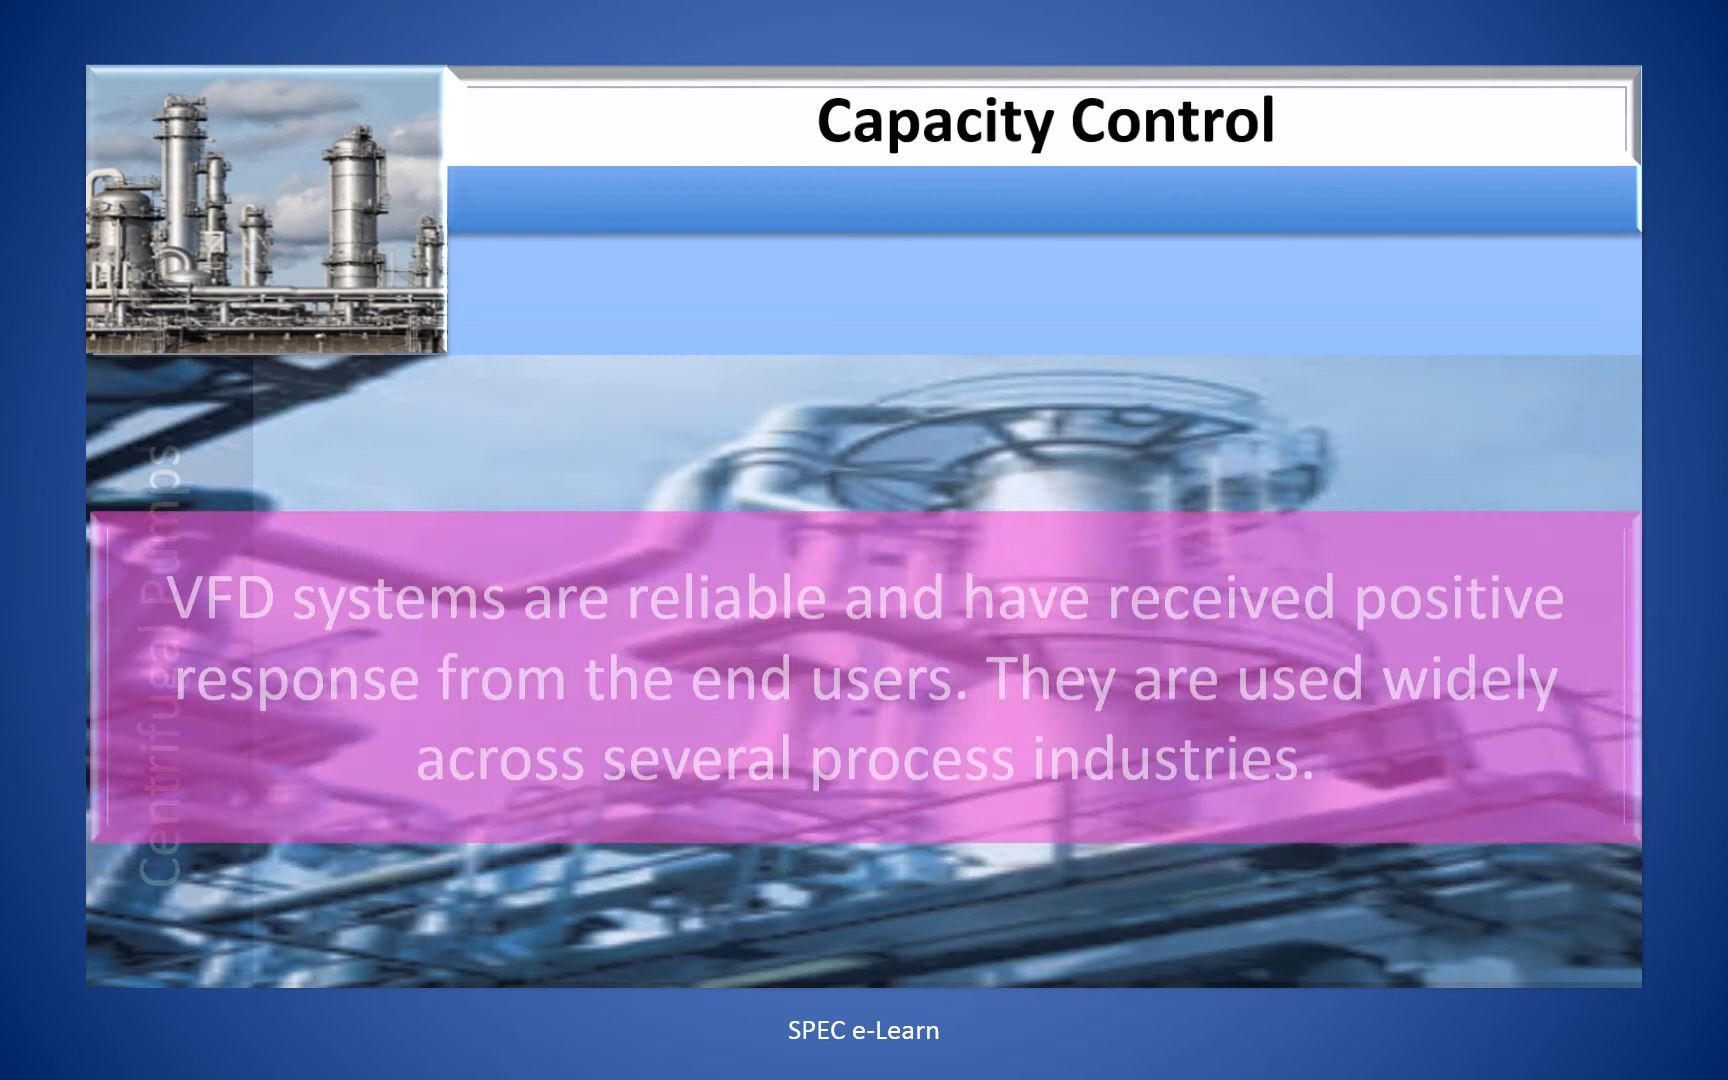 Capacity Control
Centrifugal Pumps
VFD systems are reliable and have received positive
response from the end users. They are used widely
across several process industries.
SPEC e-Learn